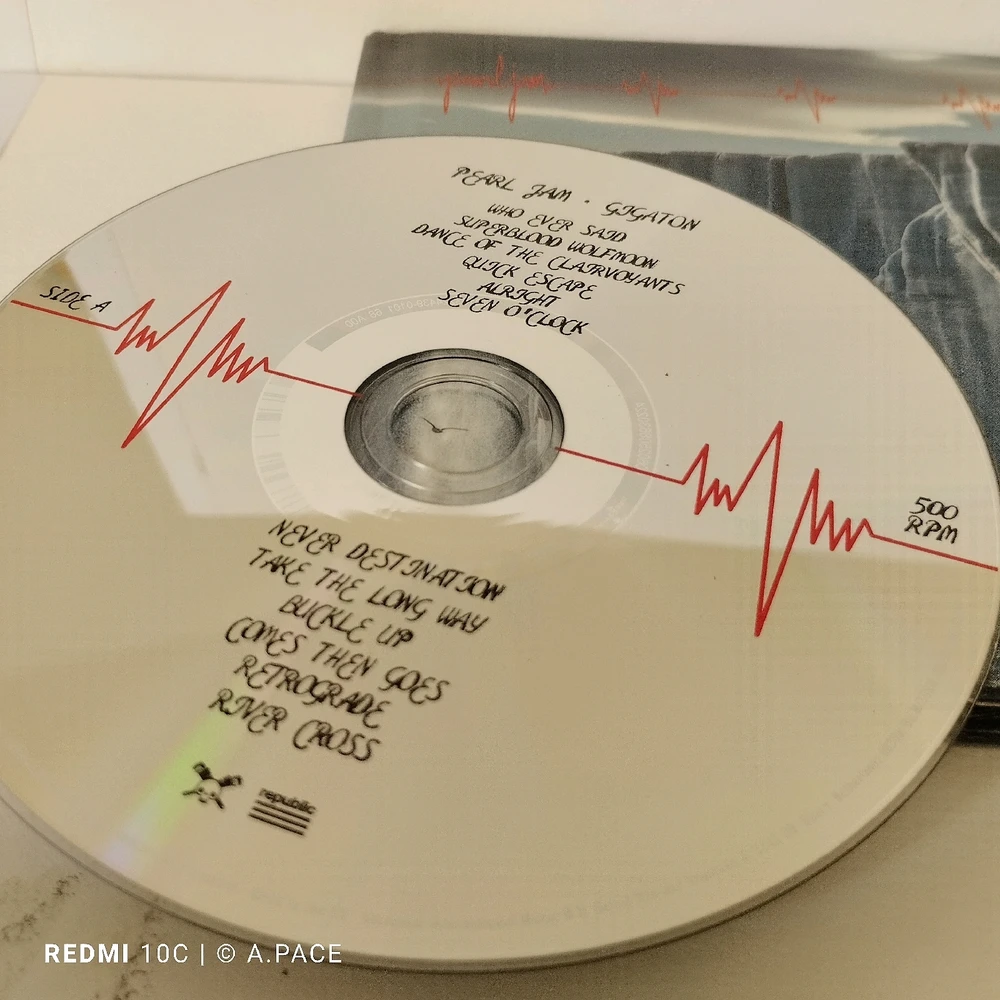 pearl jam
PEARL JAM . GIGATON
WHO EVER SAID
SUPERBLOOD WOLFMOON
DANCE OF THE CLAIRVOYANTS
QUICK ESCAPE
ALRIGHT
SEVEN O'CLOCK
SIDE A
500
RPM
NEVER DESTINATION
TAKE THE LONG WAY
BUCKLE UP
COMES THEN GOES
RETROGRADE
RIVER CROSS
republic
REDMI 10C | © A.PACE